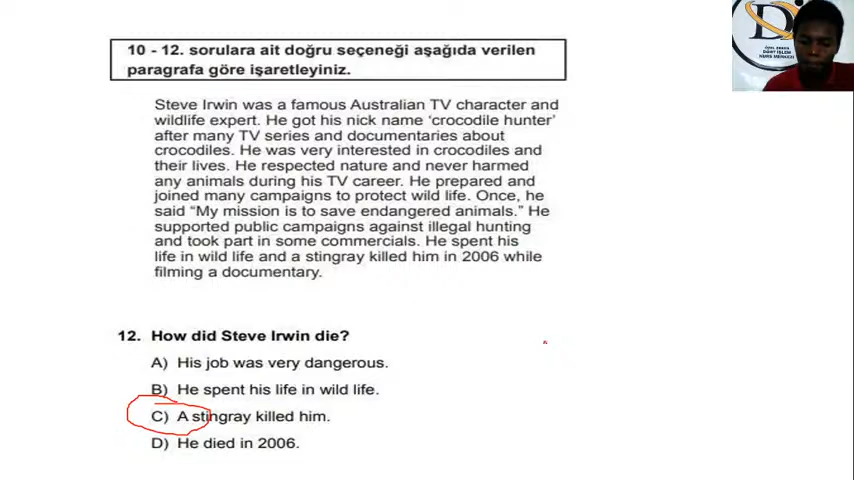 10 - 12. sorulara ait doğru seçeneği aşağıda verilen
paragrafa göre işaretleyiniz.
Steve Irwin was a famous Australian TV character and
wildlife expert. He got his nick name ‘crocodile hunter’
after many TV series and documentaries about
crocodiles. He was very interested in crocodiles and
their lives. He respected nature and never harmed
any animals during his TV career. He prepared and
joined many campaigns to protect wild life. Once, he
said “My mission is to save endangered animals.” He
supported public campaigns against illegal hunting
and took part in some commercials. He spent his
life in wild life and a stingray killed him in 2006 while
filming a documentary.
12. How did Steve Irwin die?
A) His job was very dangerous.
B) He spent his life in wild life.
C) A stingray killed him.
D) He died in 2006.
DÖRT İŞLEM
KURS MERKEZİ